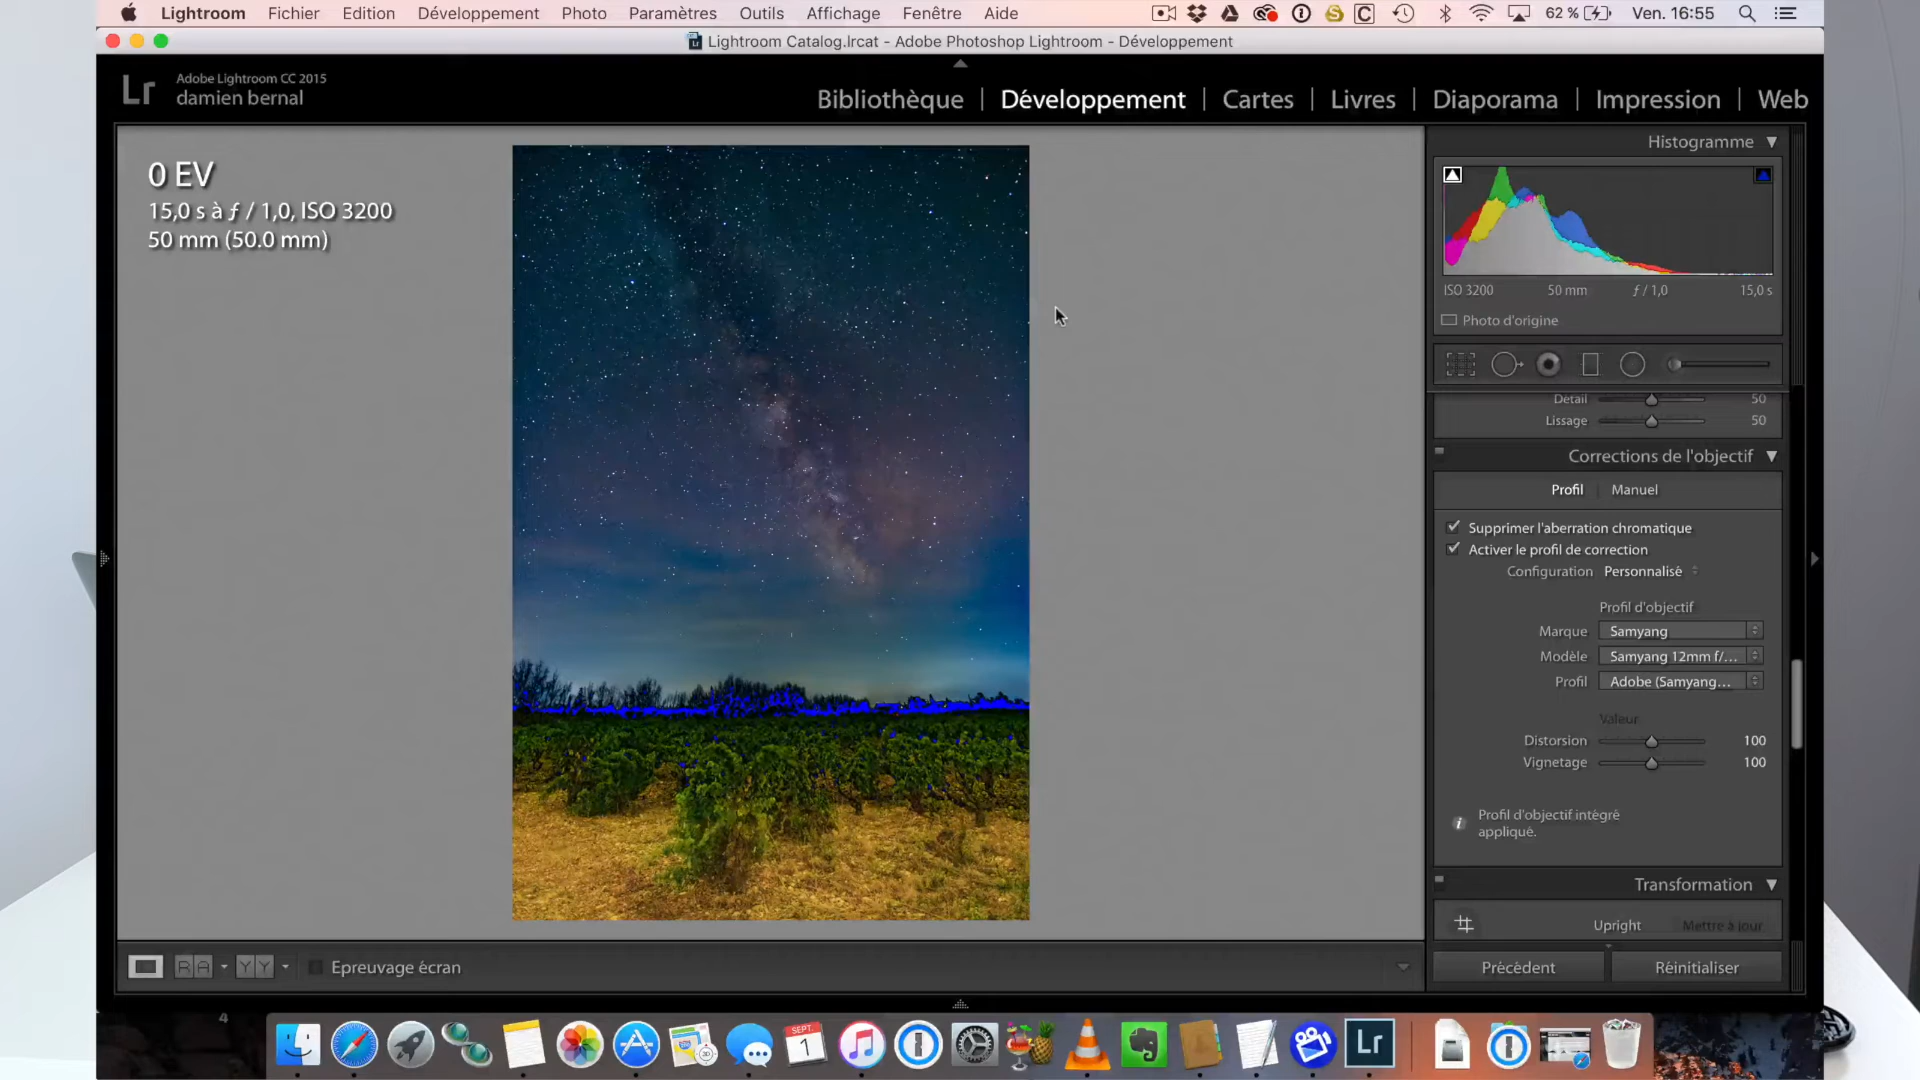 Lightroom Fichier Edition Développement Photo Paramètres Outils Affichage Fenêtre Aide 62 % Ven. 16:55
Lightroom Catalog.lrcat - Adobe Photoshop Lightroom - Développement
Lr Adobe Lightroom CC 2015
damien bernal
Bibliothèque | Développement | Cartes | Livres | Diaporama | Impression | Web
0 EV
15,0 s à ƒ / 1,0, ISO 3200
50 mm (50.0 mm)
Histogramme
ISO 3200 50 mm ƒ / 1,0 15,0 s
Photo d'origine
Détail 50
Lissage 50
Corrections de l'objectif
Profil Manuel
Supprimer l'aberration chromatique
Activer le profil de correction
Configuration Personnalisé
Profil d'objectif
Marque Samyang
Modèle Samyang 12mm f/...
Profil Adobe (Samyang...
Valeur
Distorsion 100
Vignetage 100
Profil d'objectif intégré
appliqué.
Transformation
Upright Mettre à jour
R A Y Y Epreuvage écran
Précédent Réinitialiser
4
SEPT.
1
Lr